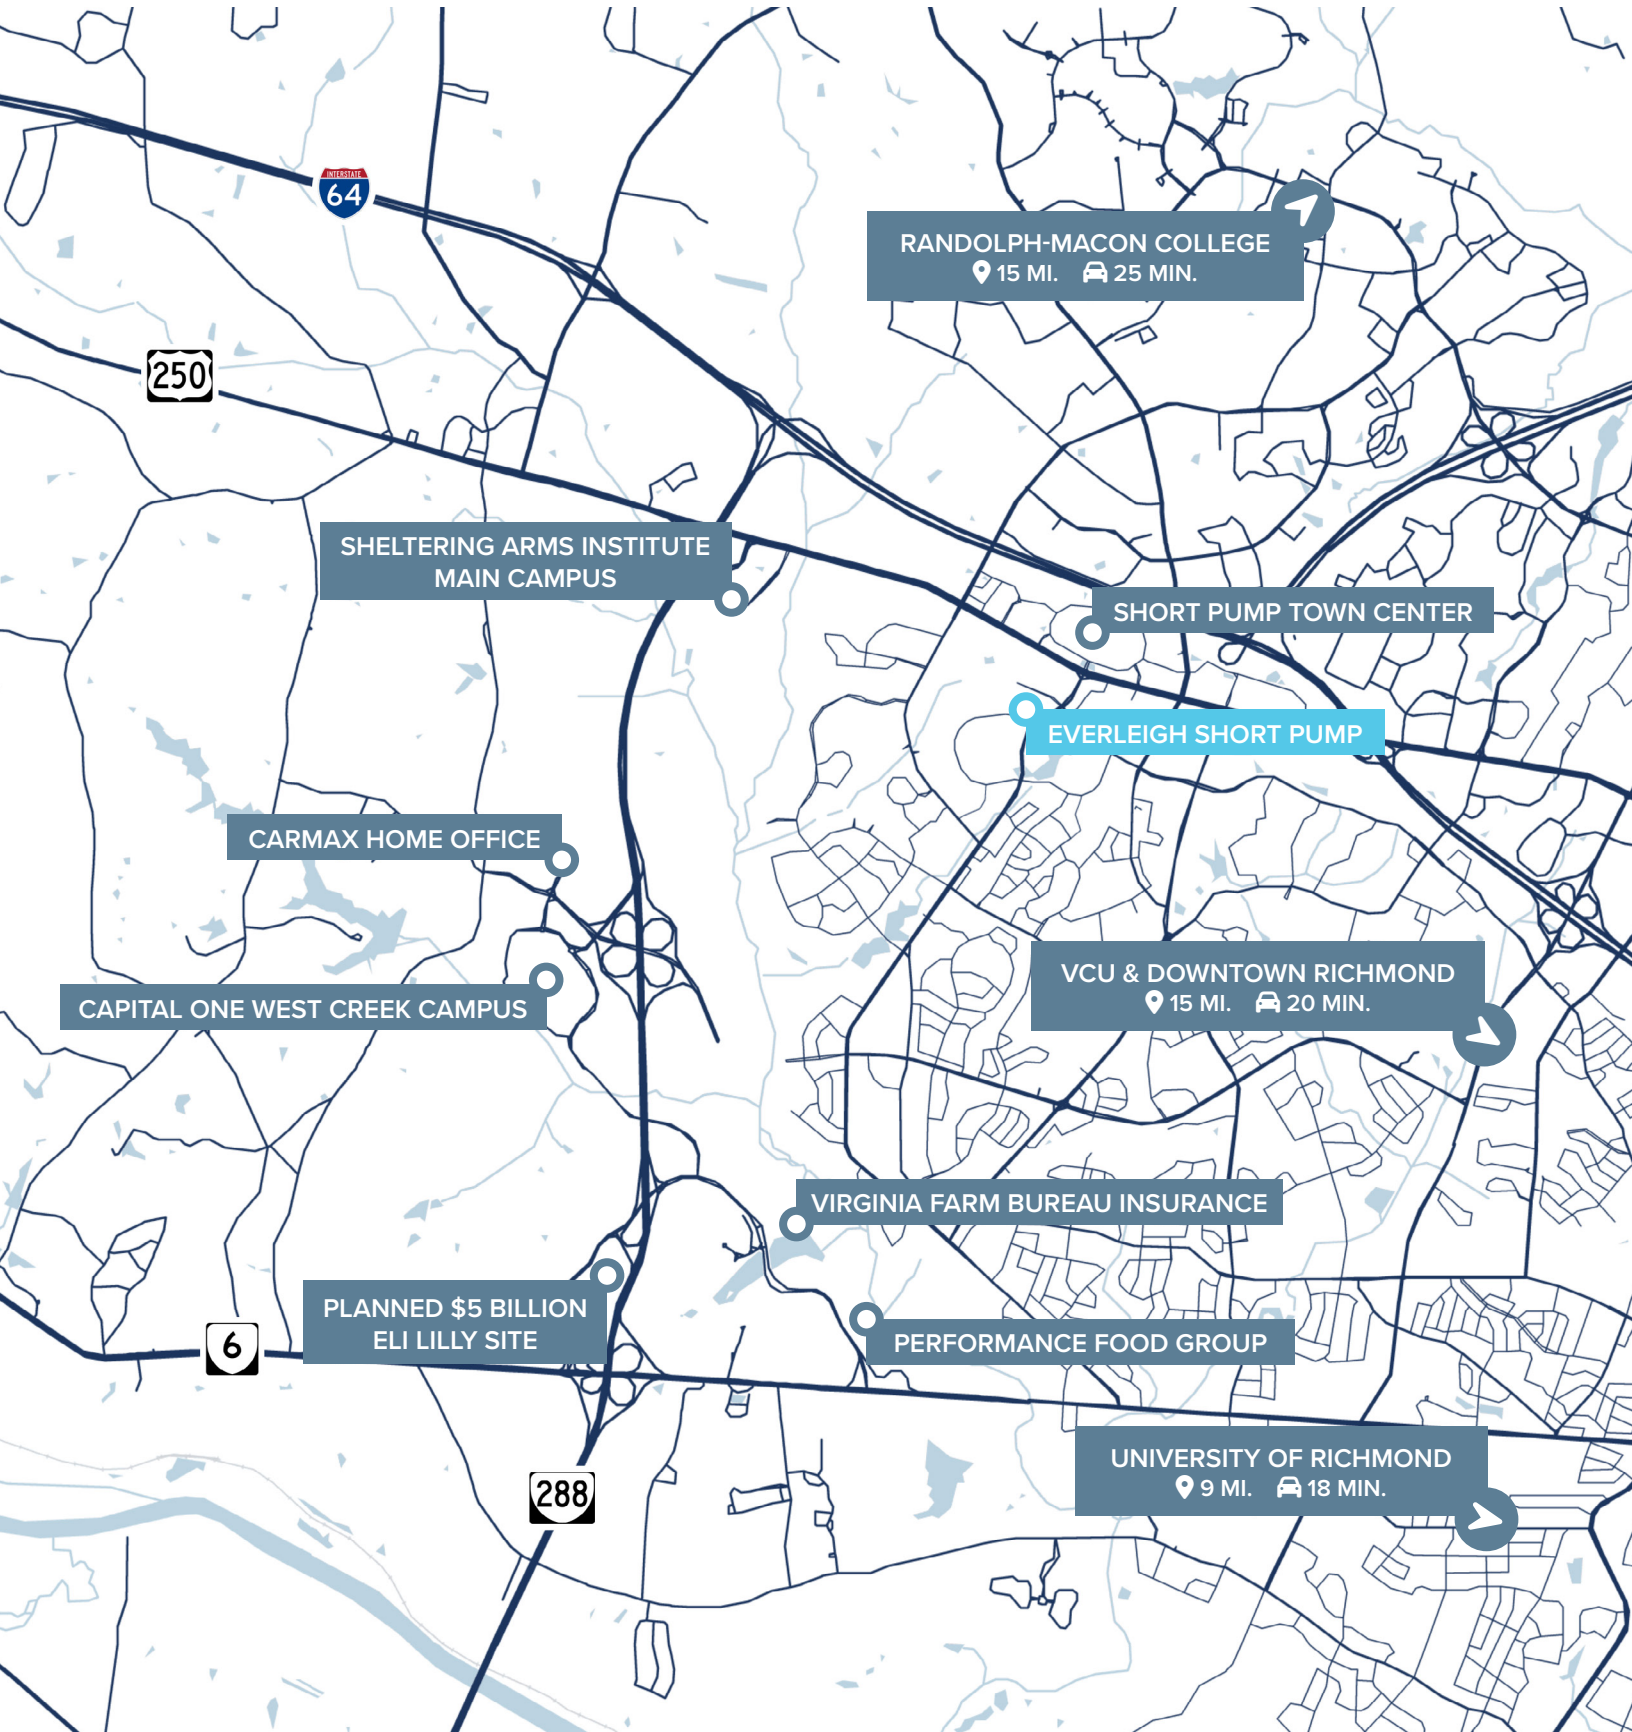 INTERSTATE
64
RANDOLPH-MACON COLLEGE
15 MI. 25 MIN.
250
SHELTERING ARMS INSTITUTE
MAIN CAMPUS
SHORT PUMP TOWN CENTER
EVERLEIGH SHORT PUMP
CARMAX HOME OFFICE
VCU & DOWNTOWN RICHMOND
15 MI. 20 MIN.
CAPITAL ONE WEST CREEK CAMPUS
VIRGINIA FARM BUREAU INSURANCE
PLANNED $5 BILLION
ELI LILLY SITE
6
PERFORMANCE FOOD GROUP
UNIVERSITY OF RICHMOND
9 MI. 18 MIN.
288